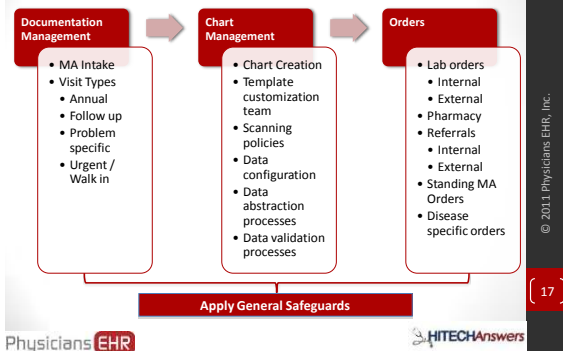 Documentation
Management
• MA Intake
• Visit Types
• Annual
• Follow up
• Problem
specific
• Urgent /
Walk in
Chart
Management
• Chart Creation
• Template
customization
team
• Scanning
policies
• Data
configuration
• Data
abstraction
processes
• Data validation
processes
Orders
• Lab orders
• Internal
• External
• Pharmacy
• Referrals
• Internal
• External
• Standing MA
Orders
• Disease
specific orders
Apply General Safeguards
© 2011 Physicians EHR, Inc.
17
Physicians EHR
HITECHAnswers